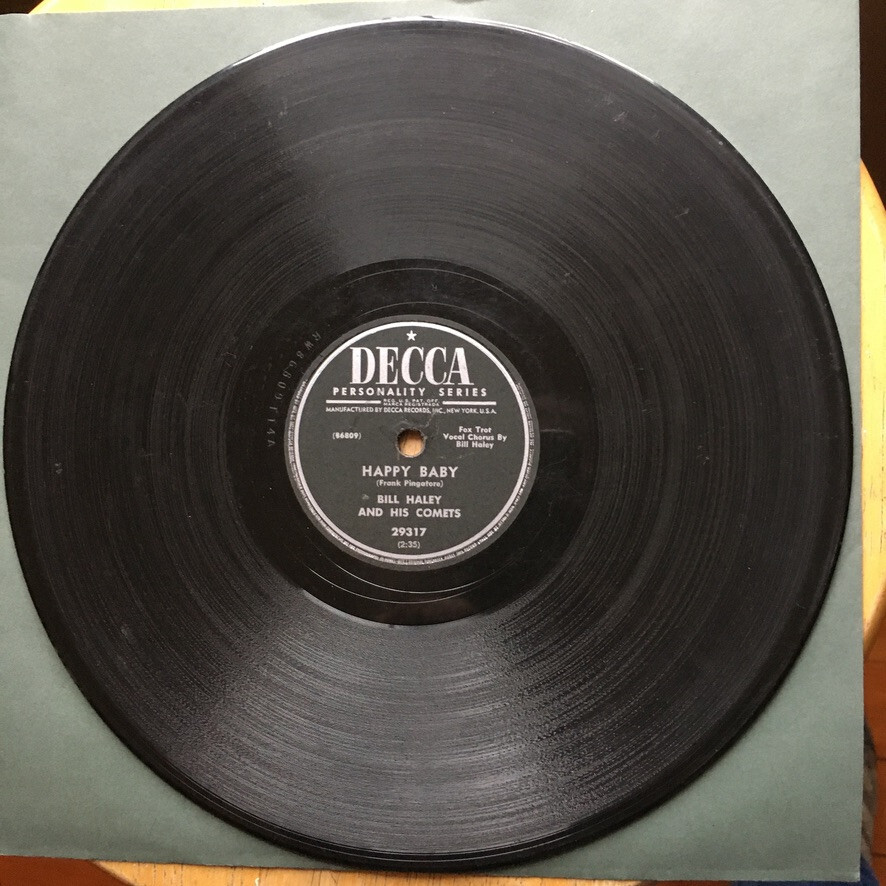 DECCA
PERSONALITY SERIES
REG. U.S. PAT. OFF.
MARCA REGISTRADA
MANUFACTURED BY DECCA RECORDS, INC., NEW YORK, U.S.A.
(86809)
Fox Trot
Vocal Chorus By
Bill Haley
HAPPY BABY
(Frank Pingatore)
BILL HALEY
AND HIS COMETS
29317
(2:35)